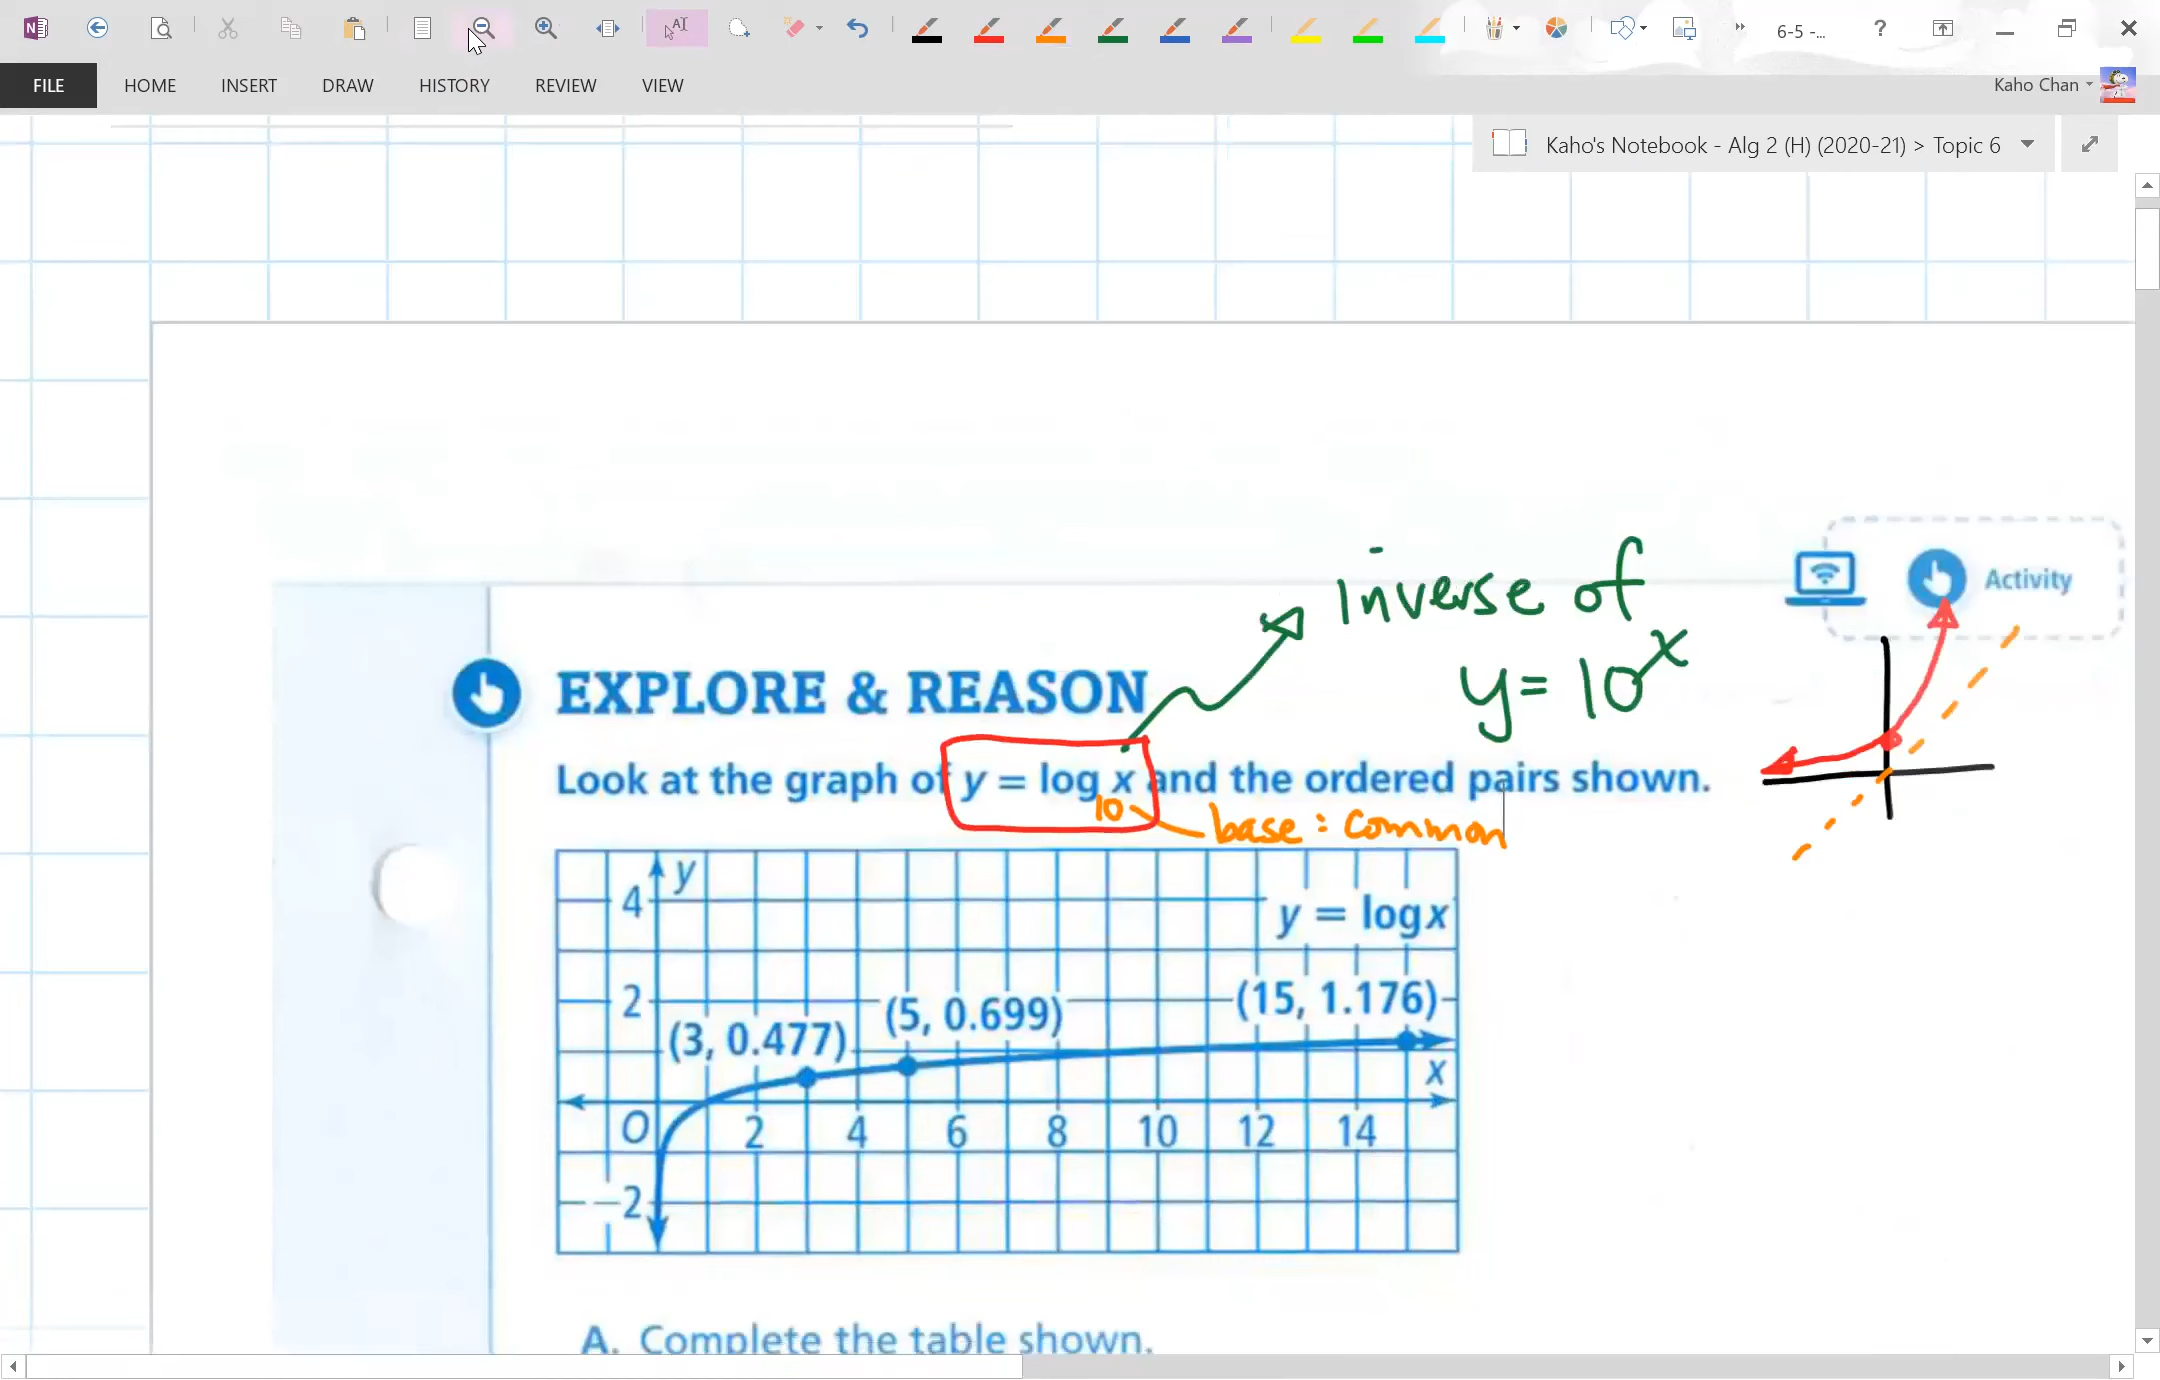 6-5 -...
FILE HOME INSERT DRAW HISTORY REVIEW VIEW
Kaho Chan
Kaho's Notebook - Alg 2 (H) (2020-21) > Topic 6
inverse of
y = 10^x
Activity
EXPLORE & REASON
Look at the graph of y = log x and the ordered pairs shown.
10 base : common
y
4
y = log x
2
(3, 0.477)
(5, 0.699)
(15, 1.176)
x
O 2 4 6 8 10 12 14
-2
A. Complete the table shown.